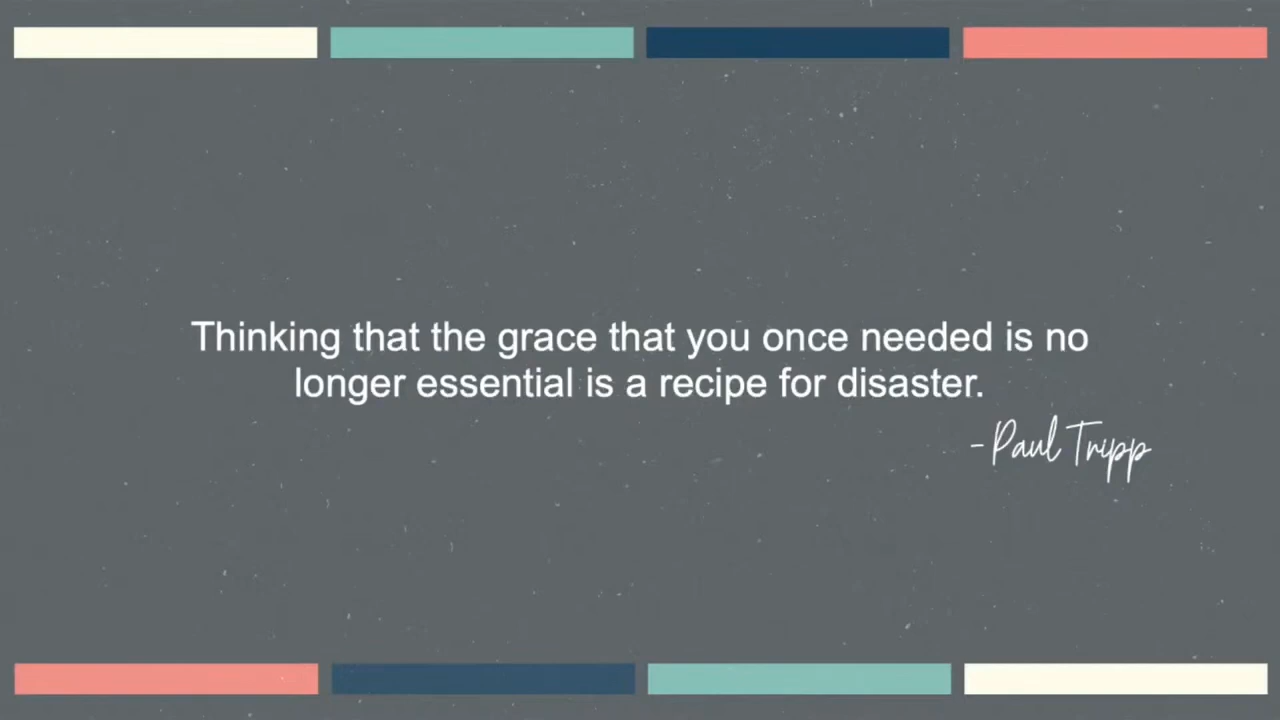 Thinking that the grace that you once needed is no
longer essential is a recipe for disaster.
- Paul Tripp